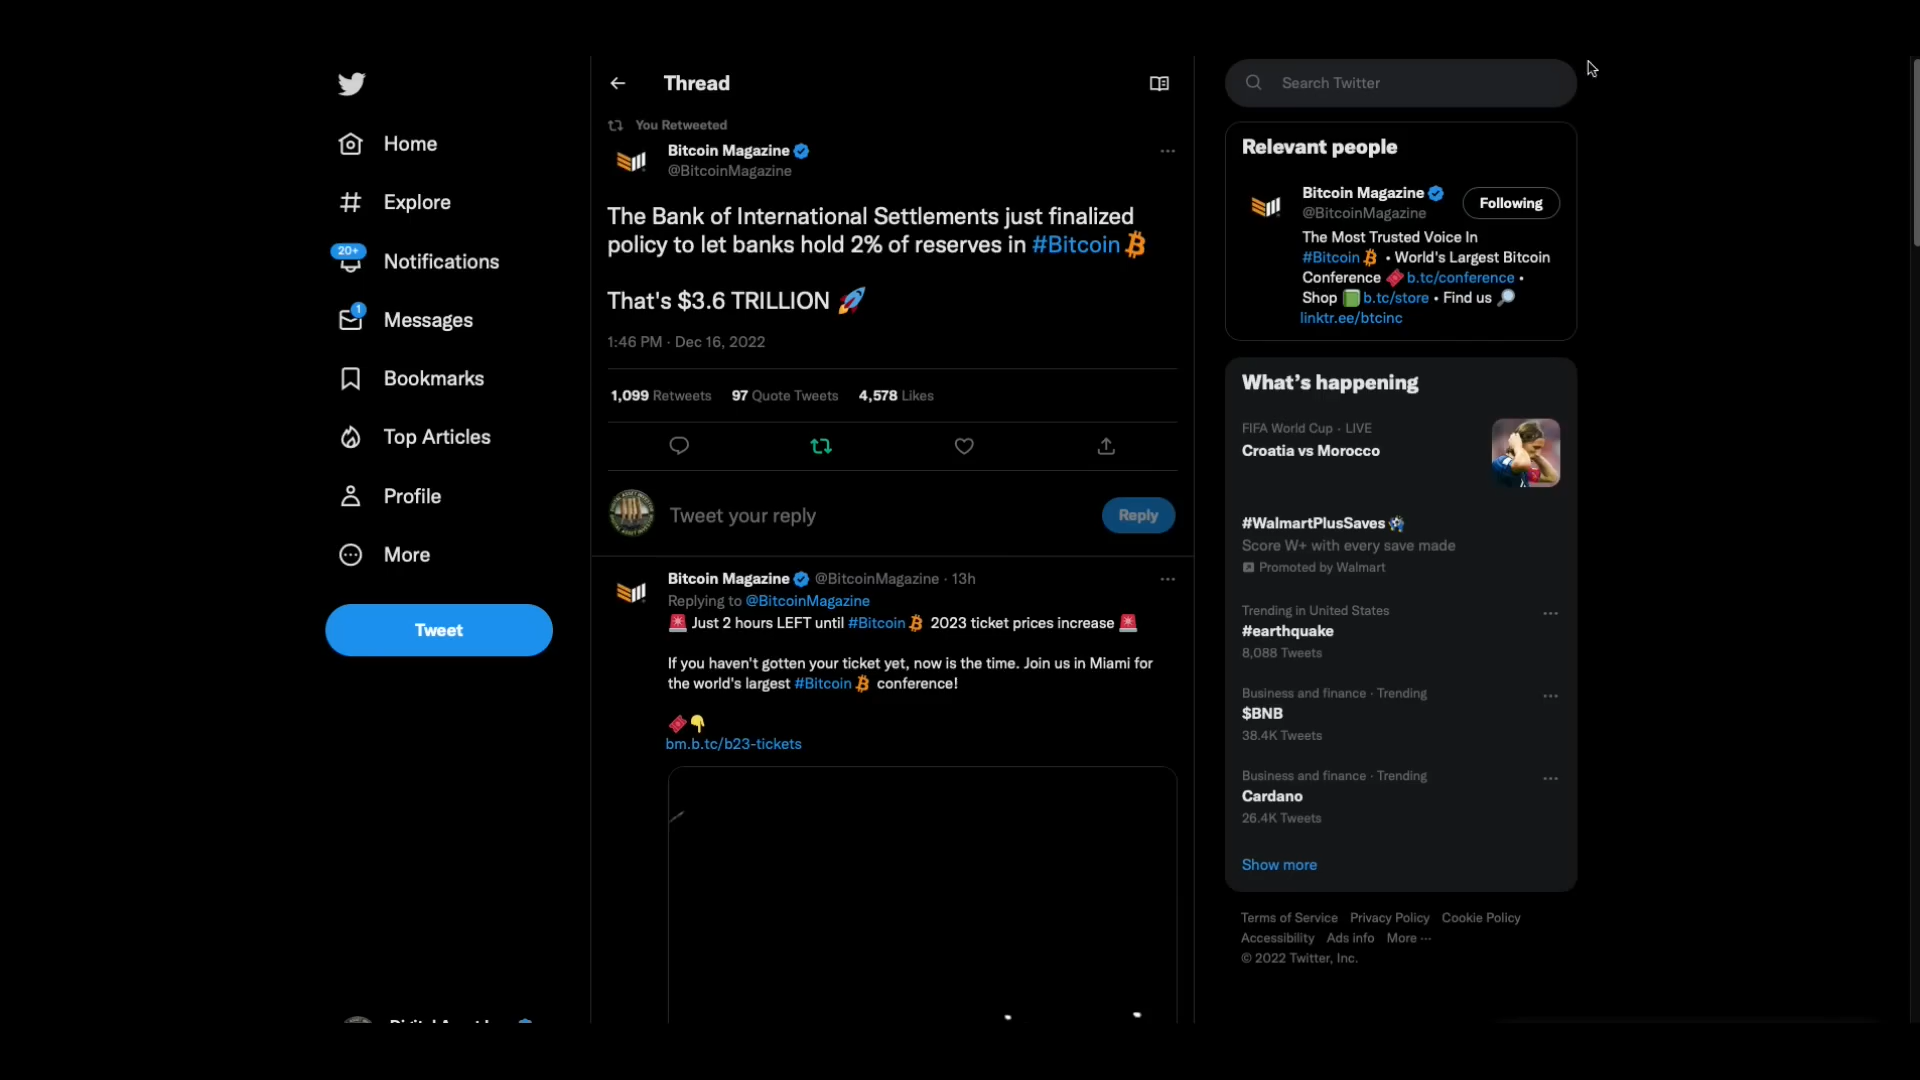 Home
Explore
20+
Notifications
1
Messages
Bookmarks
Top Articles
Profile
More
Tweet
Thread
You Retweeted
Bitcoin Magazine
@BitcoinMagazine
The Bank of International Settlements just finalized
policy to let banks hold 2% of reserves in #Bitcoin
That's $3.6 TRILLION
1:46 PM · Dec 16, 2022
1,099 Retweets 97 Quote Tweets 4,578 Likes
Tweet your reply
Reply
Bitcoin Magazine @BitcoinMagazine · 13h
Replying to @BitcoinMagazine
Just 2 hours LEFT until #Bitcoin 2023 ticket prices increase
If you haven't gotten your ticket yet, now is the time. Join us in Miami for
the world's largest #Bitcoin conference!
bm.b.tc/b23-tickets
Search Twitter
Relevant people
Bitcoin Magazine
@BitcoinMagazine
Following
The Most Trusted Voice In
#Bitcoin • World's Largest Bitcoin
Conference b.tc/conference •
Shop b.tc/store • Find us
linktr.ee/btcinc
What's happening
FIFA World Cup · LIVE
Croatia vs Morocco
#WalmartPlusSaves
Score W+ with every save made
Promoted by Walmart
Trending in United States
#earthquake
8,088 Tweets
Business and finance · Trending
$BNB
38.4K Tweets
Business and finance · Trending
Cardano
26.4K Tweets
Show more
Terms of Service Privacy Policy Cookie Policy
Accessibility Ads info More ···
© 2022 Twitter, Inc.